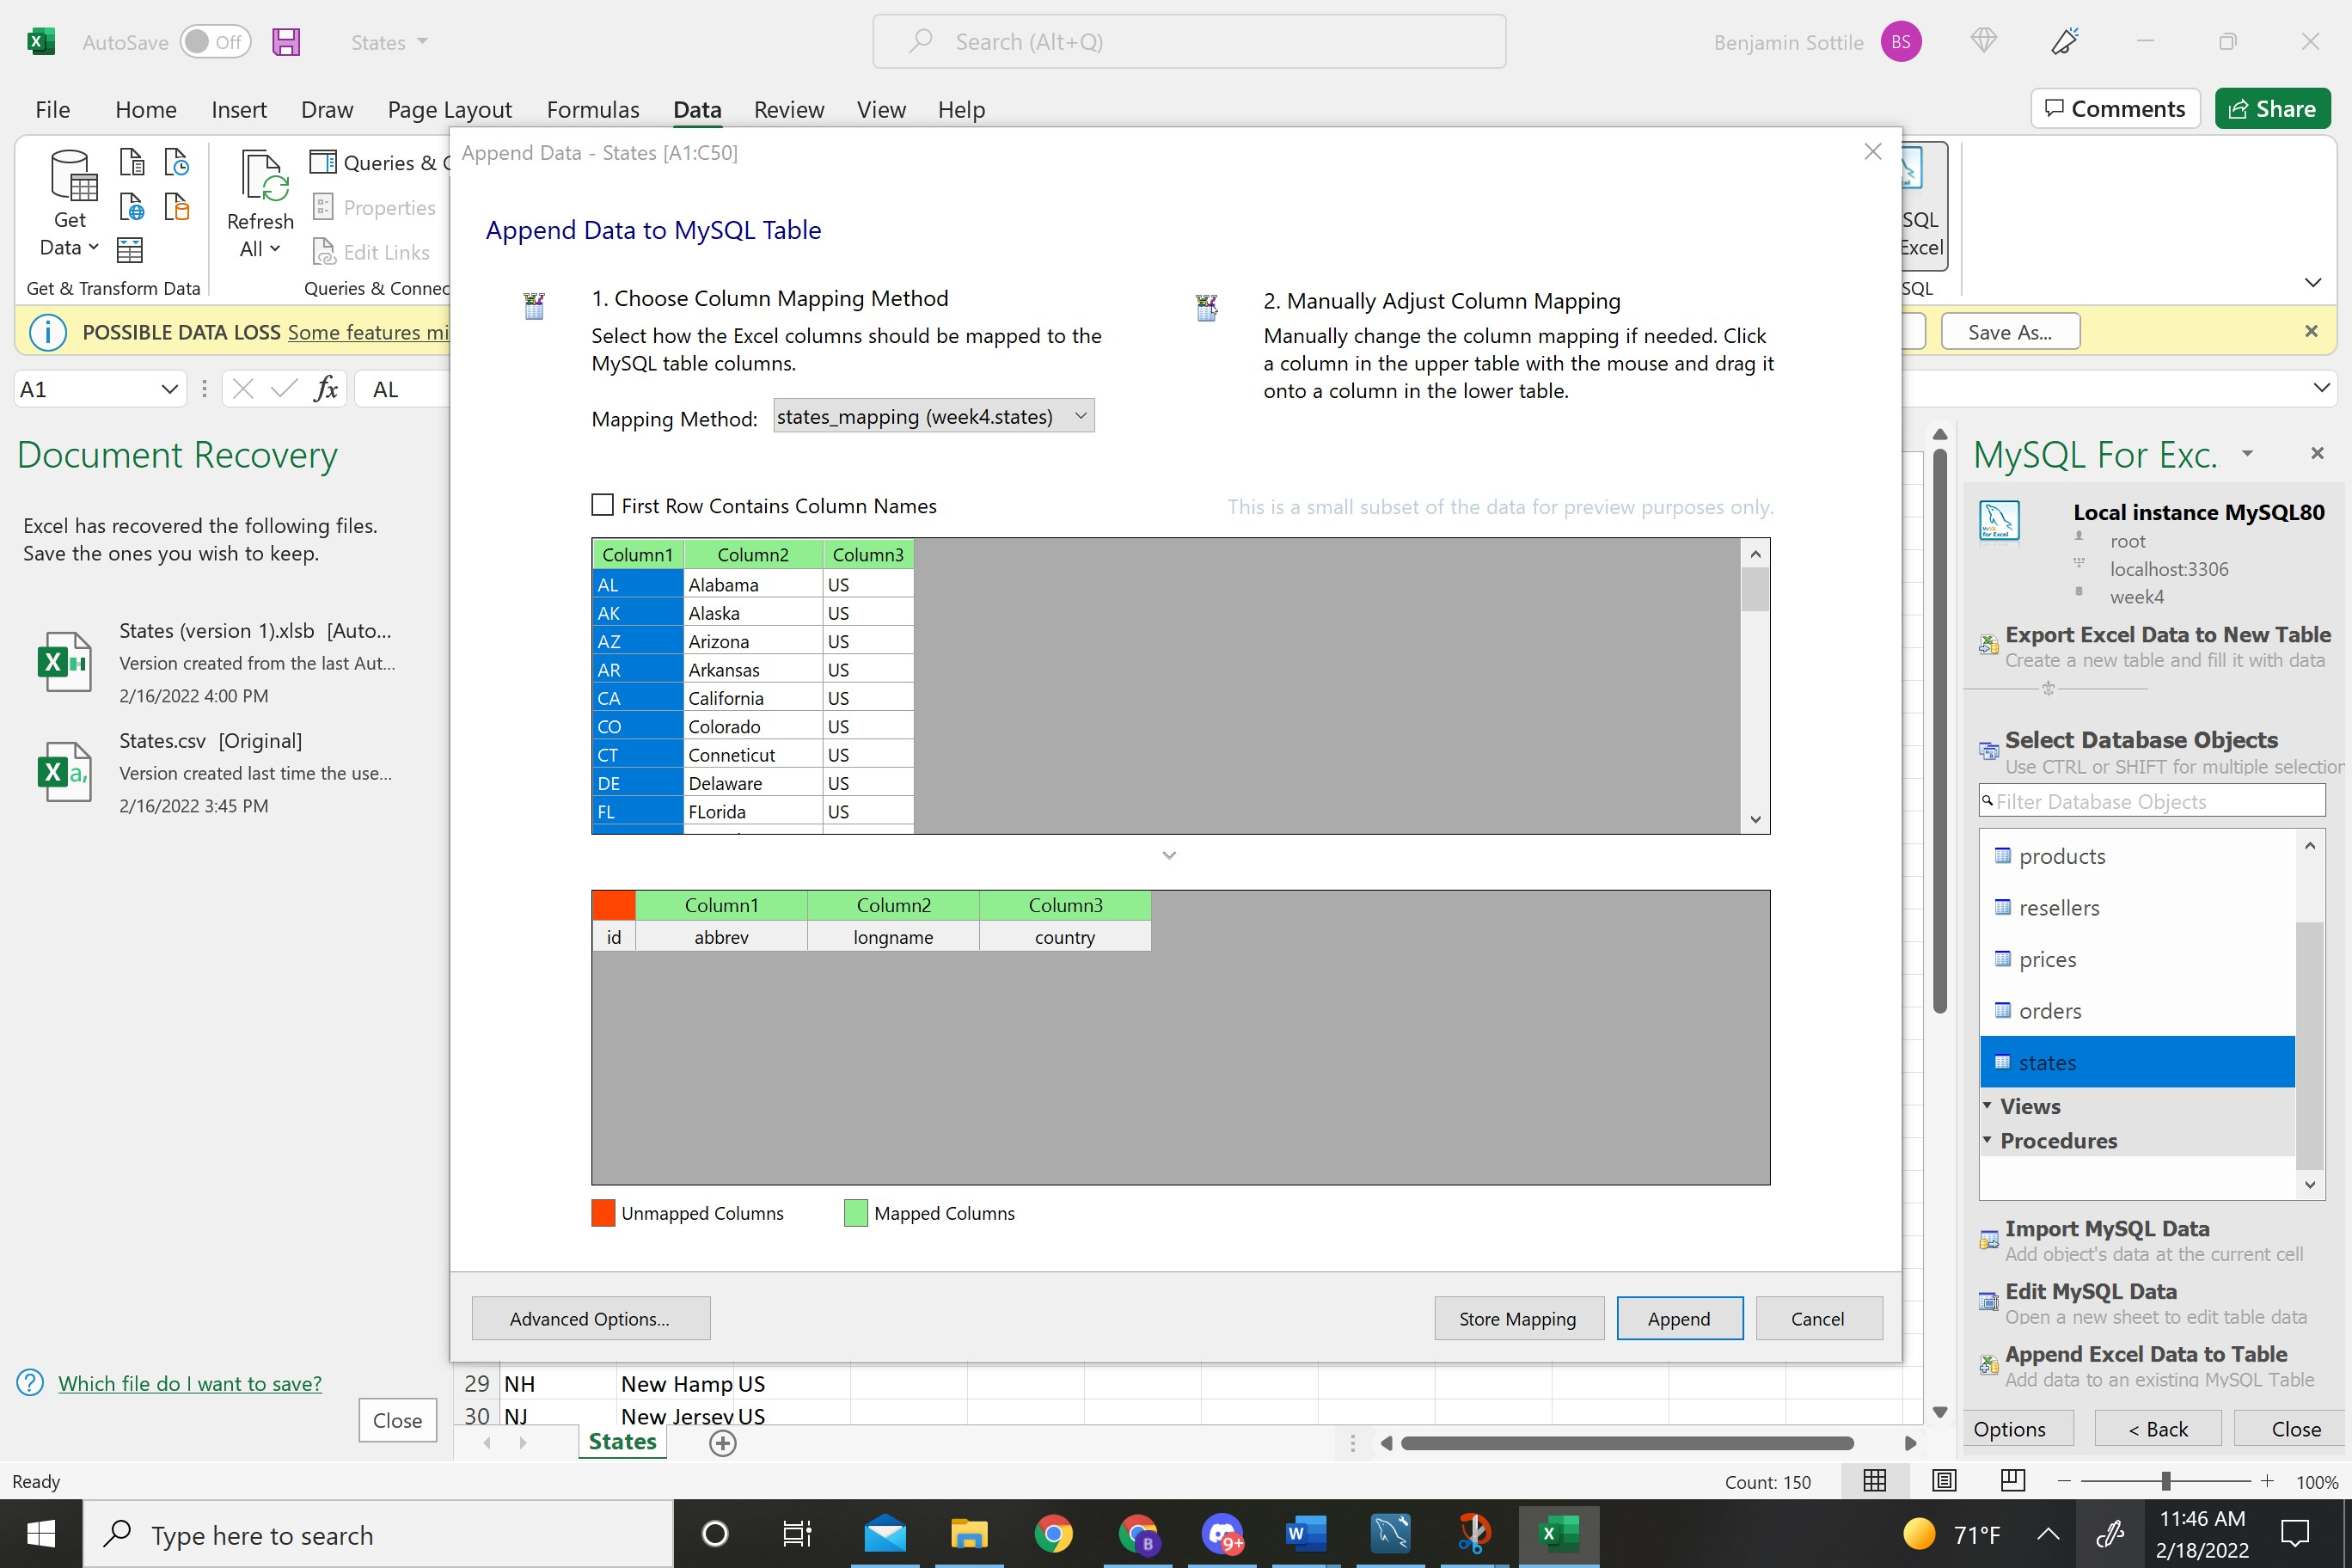 AutoSave Off States Search (Alt+Q) Benjamin Sottile BS
File Home Insert Draw Page Layout Formulas Data Review View Help Comments Share
Get Data
Get & Transform Data
Refresh All
Queries & C
Properties
Edit Links
Queries & Connec
SQL
Excel
SQL
POSSIBLE DATA LOSS Some features mi
Save As...
A1 fx AL
Document Recovery
Excel has recovered the following files.
Save the ones you wish to keep.
States (version 1).xlsb [Auto...
Version created from the last Aut...
2/16/2022 4:00 PM
States.csv [Original]
Version created last time the use...
2/16/2022 3:45 PM
Which file do I want to save?
Close
Append Data - States [A1:C50]
Append Data to MySQL Table
1. Choose Column Mapping Method
Select how the Excel columns should be mapped to the
MySQL table columns.
Mapping Method: states_mapping (week4.states)
2. Manually Adjust Column Mapping
Manually change the column mapping if needed. Click
a column in the upper table with the mouse and drag it
onto a column in the lower table.
First Row Contains Column Names
This is a small subset of the data for preview purposes only.
Column1 Column2 Column3
AL Alabama US
AK Alaska US
AZ Arizona US
AR Arkansas US
CA California US
CO Colorado US
CT Conneticut US
DE Delaware US
FL FLorida US
Column1 Column2 Column3
id abbrev longname country
Unmapped Columns Mapped Columns
Advanced Options... Store Mapping Append Cancel
29 NH New Hamp US
30 NJ New Jersey US
States
MySQL For Exc.
Local instance MySQL80
root
localhost:3306
week4
Export Excel Data to New Table
Create a new table and fill it with data
Select Database Objects
Use CTRL or SHIFT for multiple selection
Filter Database Objects
products
resellers
prices
orders
states
Views
Procedures
Import MySQL Data
Add object's data at the current cell
Edit MySQL Data
Open a new sheet to edit table data
Append Excel Data to Table
Add data to an existing MySQL Table
Options < Back Close
Ready Count: 150 100%
Type here to search
9+
71°F
11:46 AM
2/18/2022